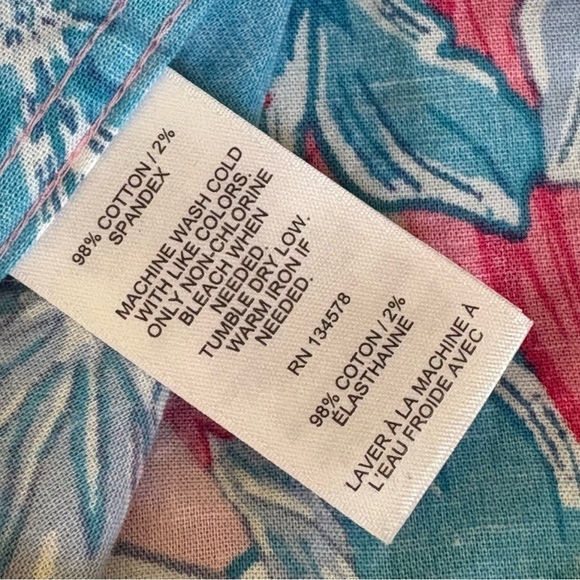 98% COTTON / 2%
SPANDEX
MACHINE WASH COLD
WITH LIKE COLORS.
ONLY NON-CHLORINE
BLEACH WHEN
NEEDED.
TUMBLE DRY LOW.
WARM IRON IF
NEEDED.
RN 134578
98% COTON / 2%
ÉLASTHANNE
LAVER À LA MACHINE À
L'EAU FROIDE AVEC